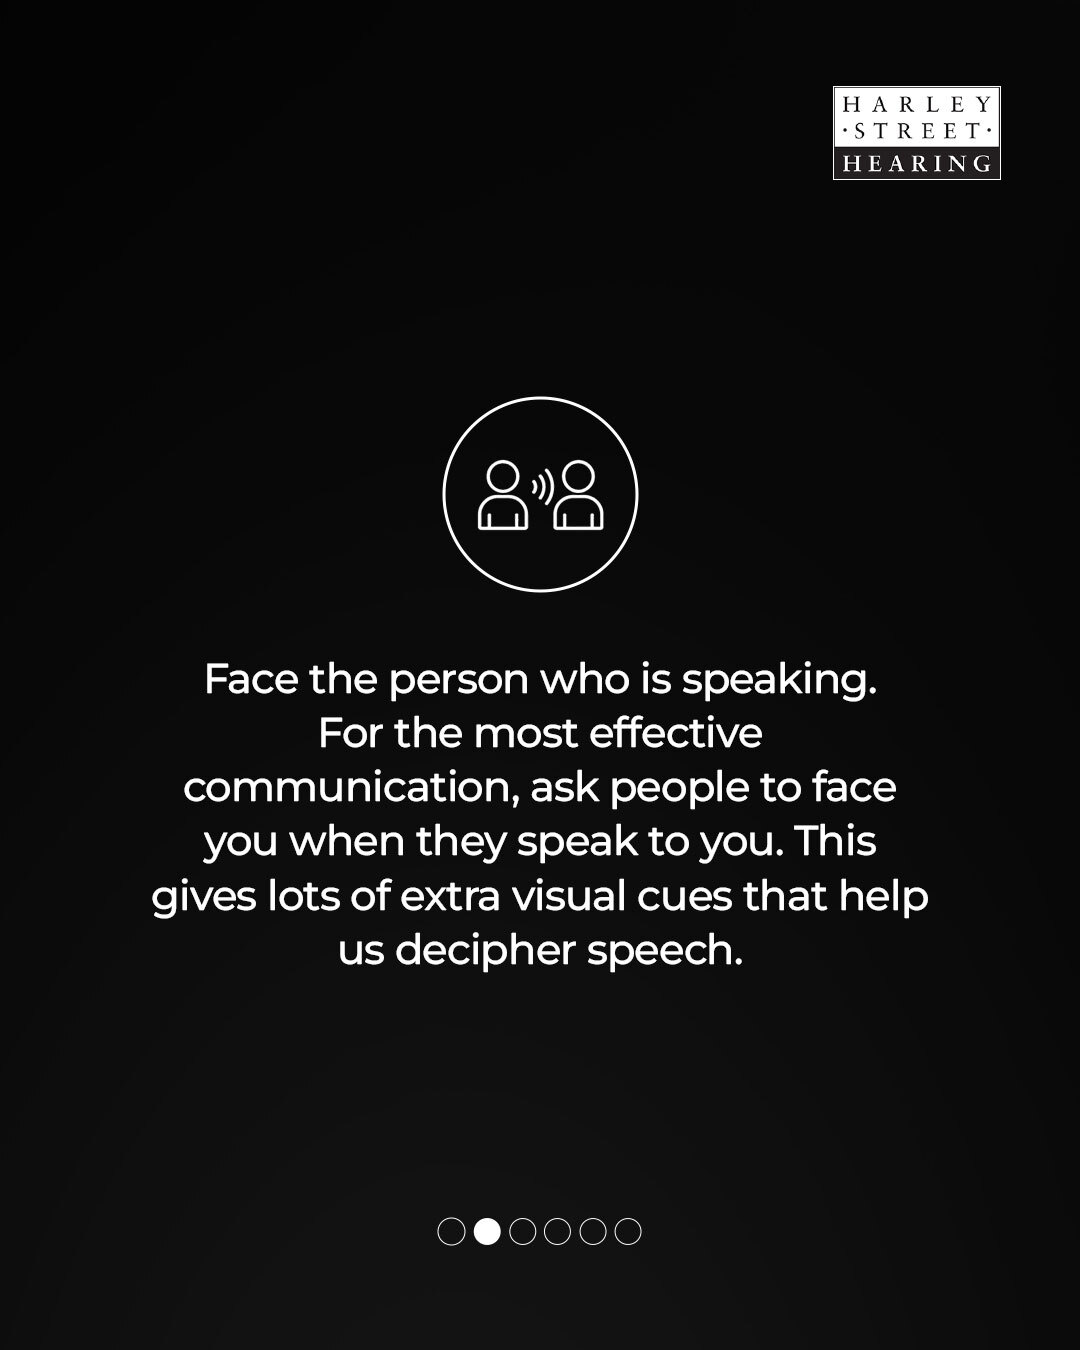 HARLEY
·STREET·
HEARING
Face the person who is speaking.
For the most effective
communication, ask people to face
you when they speak to you. This
gives lots of extra visual cues that help
us decipher speech.